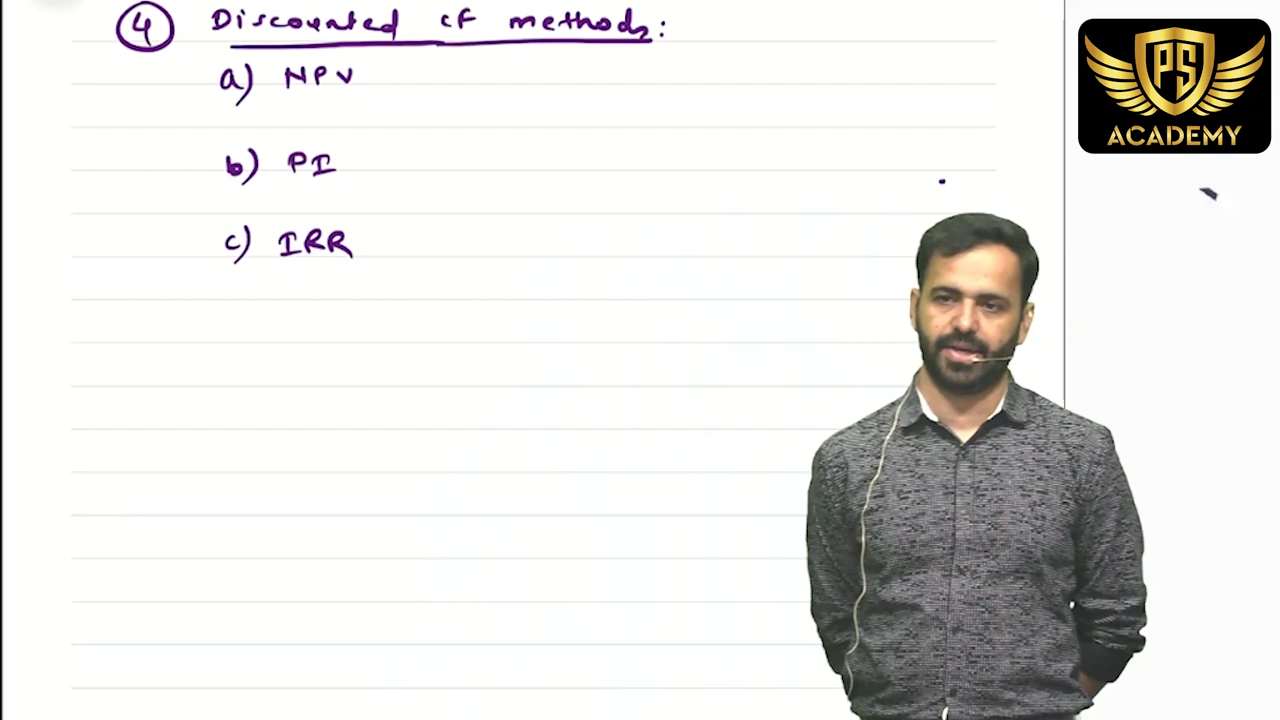 4 Discounted cf methods:
a) NPV
b) PI
c) IRR
PS
ACADEMY